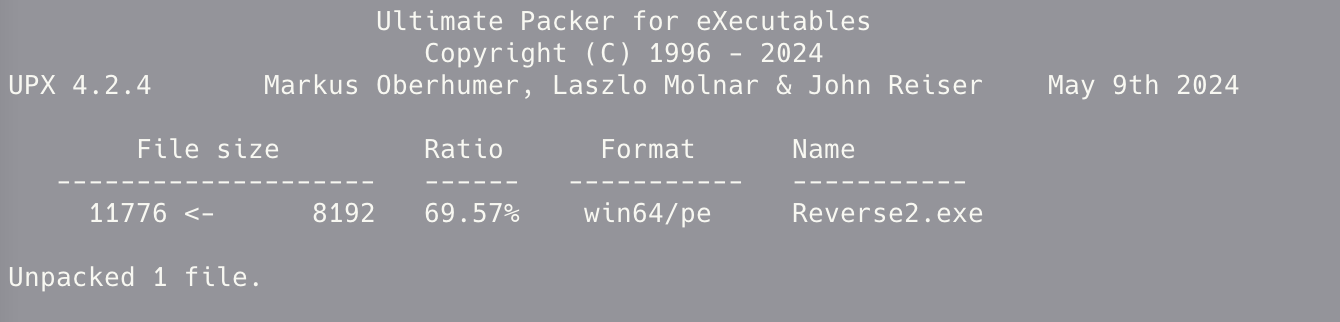 Ultimate Packer for eXecutables
Copyright (C) 1996 - 2024
UPX 4.2.4       Markus Oberhumer, Laszlo Molnar & John Reiser    May 9th 2024
File size         Ratio      Format      Name
--------------------   ------   -----------   -----------
11776 <-      8192   69.57%    win64/pe     Reverse2.exe
Unpacked 1 file.